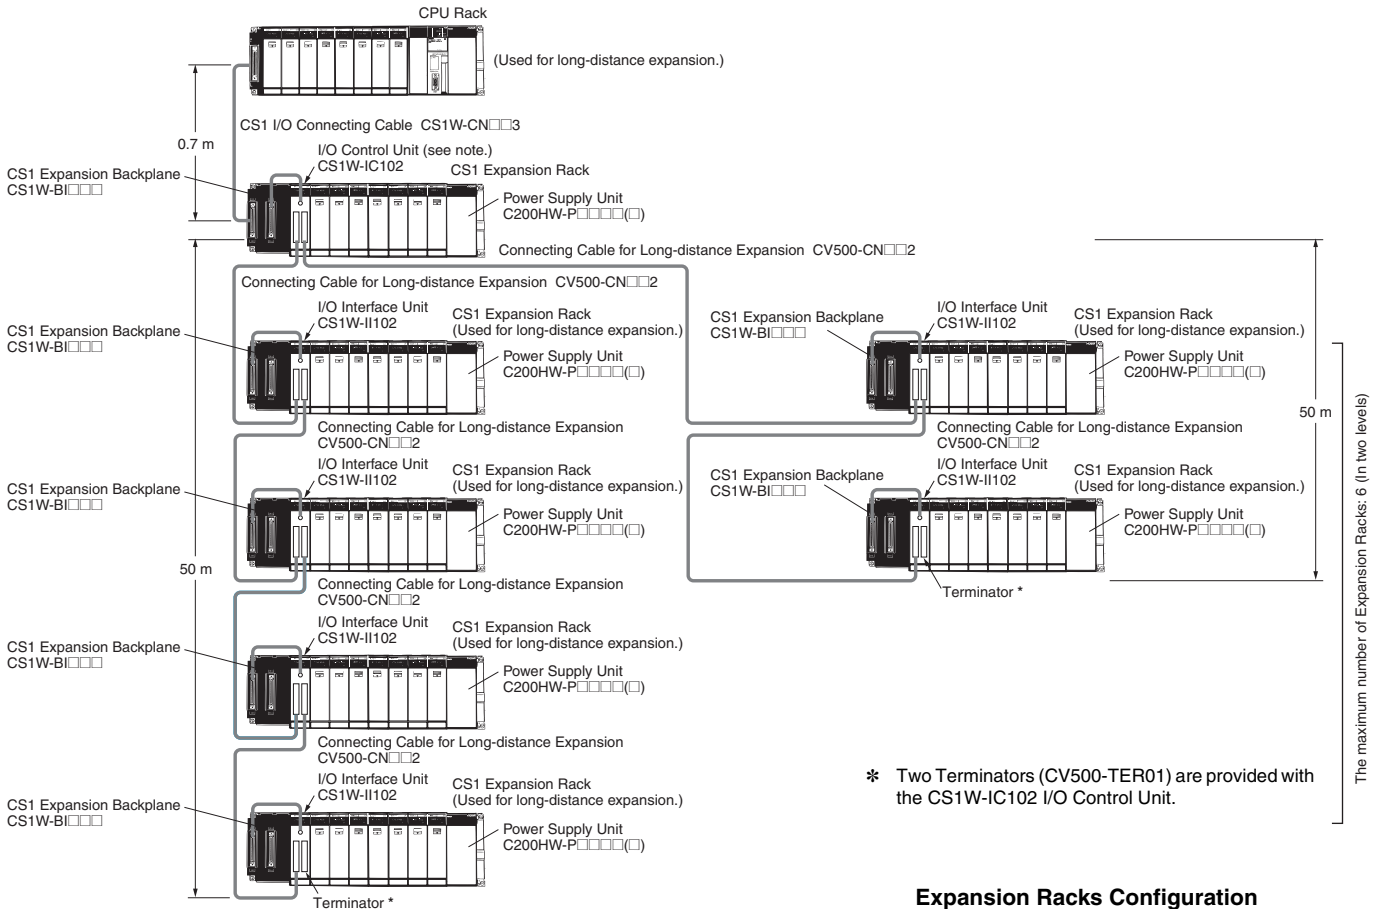 CPU Rack
(Used for long-distance expansion.)
CS1 I/O Connecting Cable CS1W-CN□□3
0.7 m
I/O Control Unit (see note.)
CS1W-IC102
CS1 Expansion Rack
CS1 Expansion Backplane
CS1W-BI□□□
Power Supply Unit
C200HW-P□□□□(□)
Connecting Cable for Long-distance Expansion CV500-CN□□2
Connecting Cable for Long-distance Expansion CV500-CN□□2
I/O Interface Unit
CS1W-II102
CS1 Expansion Rack
(Used for long-distance expansion.)
CS1 Expansion Backplane
CS1W-BI□□□
Power Supply Unit
C200HW-P□□□□(□)
Connecting Cable for Long-distance Expansion
CV500-CN□□2
I/O Interface Unit
CS1W-II102
CS1 Expansion Rack
(Used for long-distance expansion.)
CS1 Expansion Backplane
CS1W-BI□□□
Power Supply Unit
C200HW-P□□□□(□)
50 m
Connecting Cable for Long-distance Expansion
CV500-CN□□2
I/O Interface Unit
CS1W-II102
CS1 Expansion Rack
(Used for long-distance expansion.)
CS1 Expansion Backplane
CS1W-BI□□□
Power Supply Unit
C200HW-P□□□□(□)
Connecting Cable for Long-distance Expansion
CV500-CN□□2
I/O Interface Unit
CS1W-II102
CS1 Expansion Rack
(Used for long-distance expansion.)
CS1 Expansion Backplane
CS1W-BI□□□
Power Supply Unit
C200HW-P□□□□(□)
Terminator *
CS1 Expansion Backplane
CS1W-BI□□□
I/O Interface Unit
CS1W-II102
CS1 Expansion Rack
(Used for long-distance expansion.)
Power Supply Unit
C200HW-P□□□□(□)
50 m
Connecting Cable for Long-distance Expansion
CV500-CN□□2
CS1 Expansion Backplane
CS1W-BI□□□
I/O Interface Unit
CS1W-II102
CS1 Expansion Rack
(Used for long-distance expansion.)
Power Supply Unit
C200HW-P□□□□(□)
Terminator *
The maximum number of Expansion Racks: 6 (In two levels)
✻ Two Terminators (CV500-TER01) are provided with
the CS1W-IC102 I/O Control Unit.
Expansion Racks Configuration